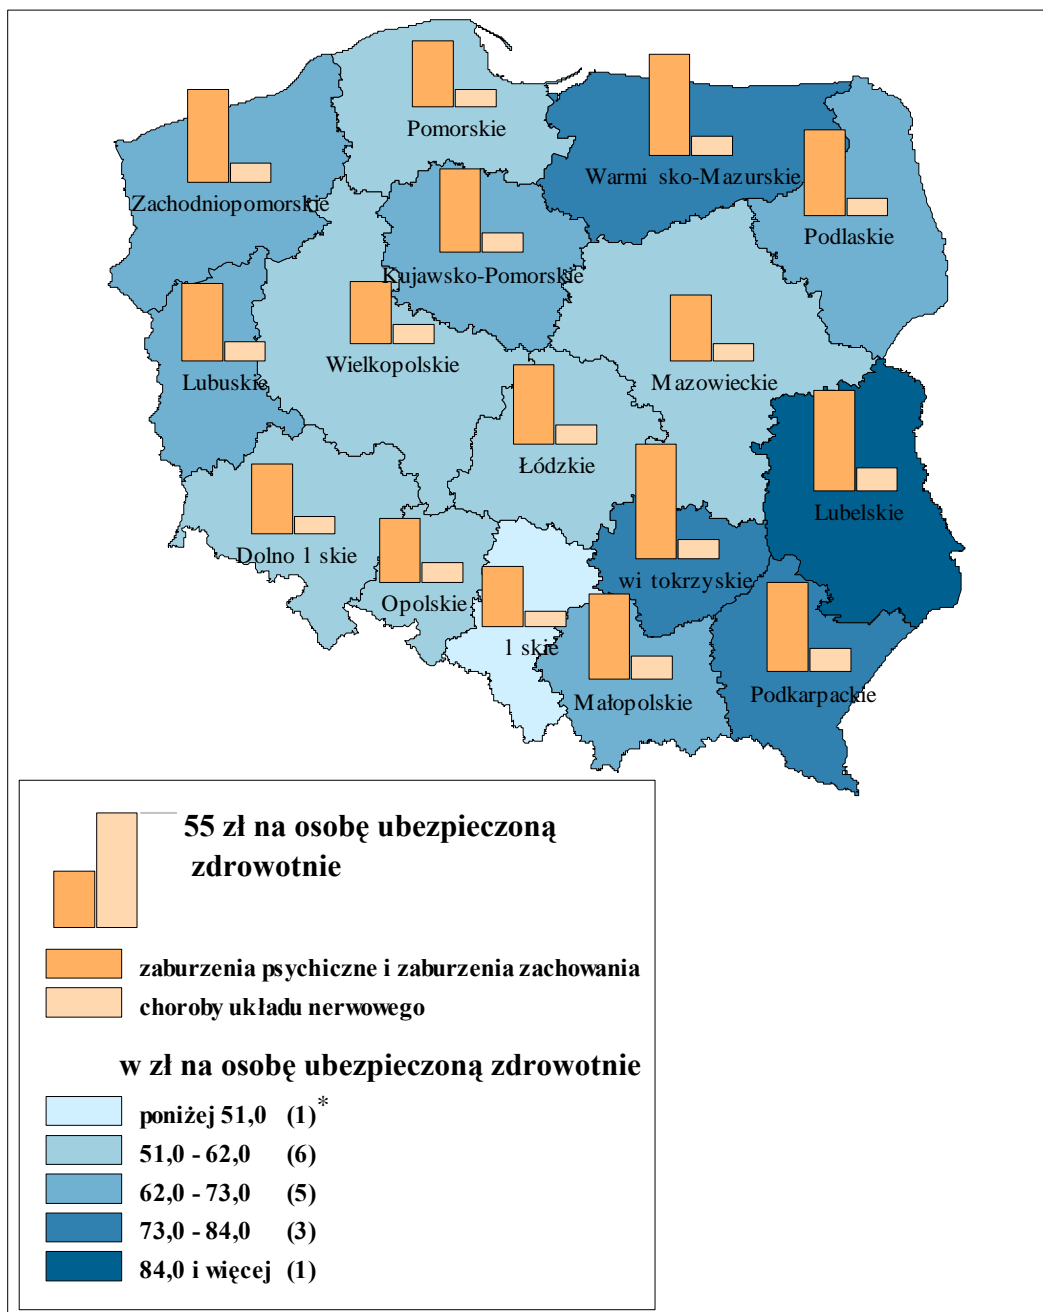 Pomorskie
Warmi sko-Mazurskie
Zachodniopomorskie
Podlaskie
Kujawsko-Pomorskie
Wielkopolskie
Mazowieckie
Lubuskie
Łódzkie
Lubelskie
Dolno l skie
wi tokrzyskie
Opolskie
l skie
Małopolskie
Podkarpackie
55 zł na osobę ubezpieczoną
zdrowotnie
zaburzenia psychiczne i zaburzenia zachowania
choroby układu nerwowego
w zł na osobę ubezpieczoną zdrowotnie
poniżej 51,0 (1)*
51,0 - 62,0 (6)
62,0 - 73,0 (5)
73,0 - 84,0 (3)
84,0 i więcej (1)